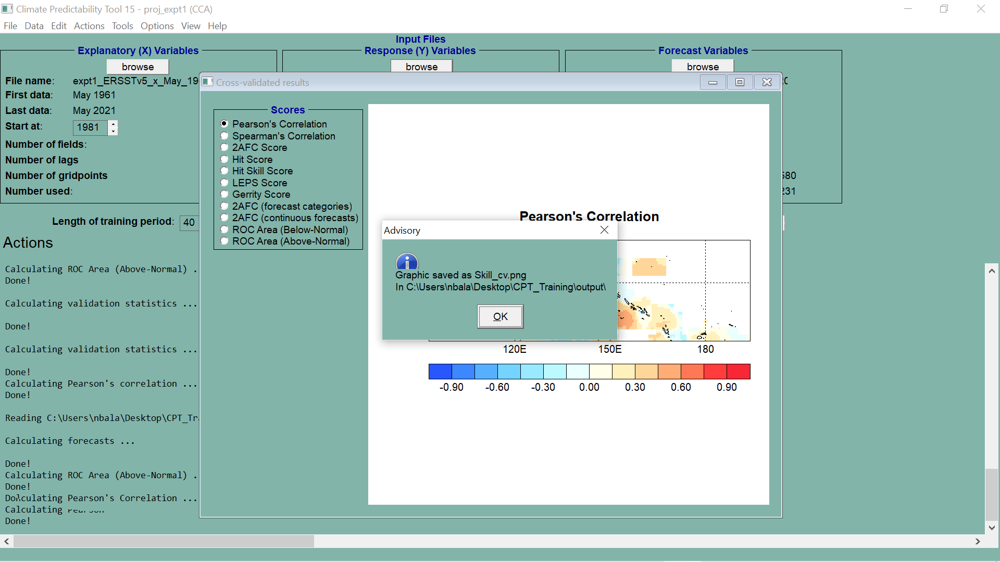 Climate Predictability Tool 15 - proj_expt1 (CCA)
File Data Edit Actions Tools Options View Help
Input Files
Explanatory (X) Variables
browse
File name: expt1_ERSSTv5_x_May_19
First data: May 1961
Last data: May 2021
Start at: 1981
Number of fields:
Number of lags
Number of gridpoints
Number used:
Response (Y) Variables
browse
Forecast Variables
browse
580
231
Length of training period: 40
Actions
Calculating ROC Area (Above-Normal) .
Done!
Calculating validation statistics ...
Done!
Calculating validation statistics ...
Done!
Calculating Pearson's correlation ...
Done!
Reading C:\Users\nbala\Desktop\CPT_Tr
Calculating forecasts ...
Done!
Calculating ROC Area (Above-Normal) .
Done!
Calculating Pearson's Correlation ...
Calculating Pearson
Done!
Cross-validated results
Scores
Pearson's Correlation
Spearman's Correlation
2AFC Score
Hit Score
Hit Skill Score
LEPS Score
Gerrity Score
2AFC (forecast categories)
2AFC (continuous forecasts)
ROC Area (Below-Normal)
ROC Area (Above-Normal)
Pearson's Correlation
Advisory
Graphic saved as Skill_cv.png
In C:\Users\nbala\Desktop\CPT_Training\output\
OK
120E 150E 180
-0.90 -0.60 -0.30 0.00 0.30 0.60 0.90